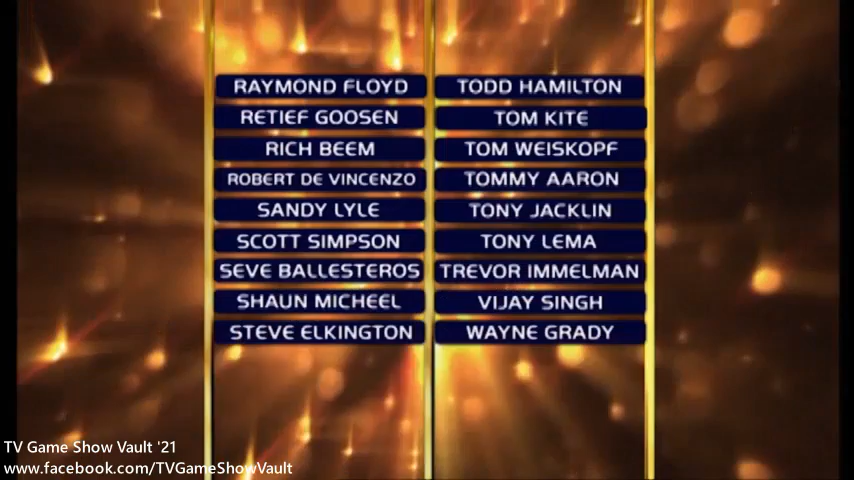 RAYMOND FLOYD
RETIEF GOOSEN
RICH BEEM
ROBERT DE VINCENZO
SANDY LYLE
SCOTT SIMPSON
SEVE BALLESTEROS
SHAUN MICHEEL
STEVE ELKINGTON
TODD HAMILTON
TOM KITE
TOM WEISKOPF
TOMMY AARON
TONY JACKLIN
TONY LEMA
TREVOR IMMELMAN
VIJAY SINGH
WAYNE GRADY
TV Game Show Vault '21
www.facebook.com/TVGameShowVault